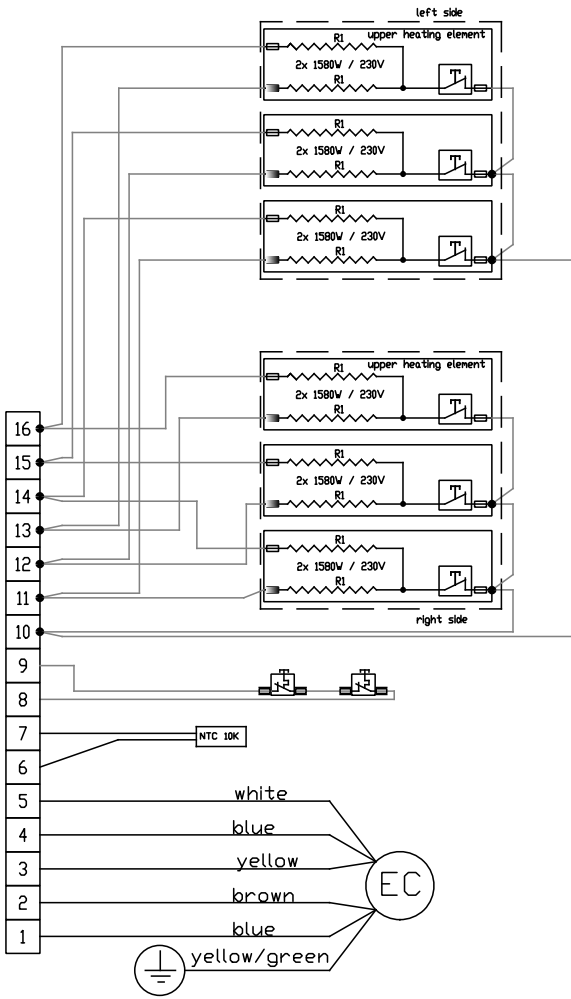 left side
upper heating element
R1
2x 1580W / 230V
R1
R1
2x 1580W / 230V
R1
R1
2x 1580W / 230V
R1
upper heating element
R1
2x 1580W / 230V
R1
R1
2x 1580W / 230V
R1
R1
2x 1580W / 230V
R1
right side
16
15
14
13
12
11
10
9
8
7
NTC 10K
6
5
white
4
blue
3
yellow
EC
2
brown
1
blue
yellow/green